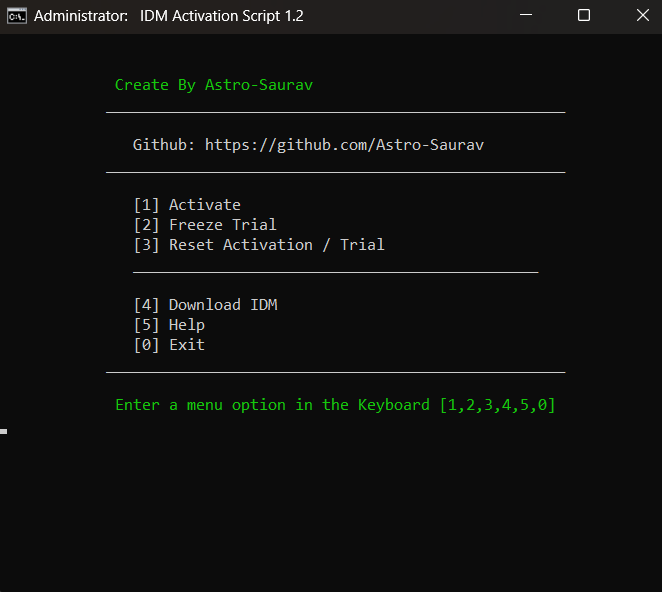 Administrator: IDM Activation Script 1.2
Create By Astro-Saurav
Github: https://github.com/Astro-Saurav
[1] Activate
[2] Freeze Trial
[3] Reset Activation / Trial
[4] Download IDM
[5] Help
[0] Exit
Enter a menu option in the Keyboard [1,2,3,4,5,0]